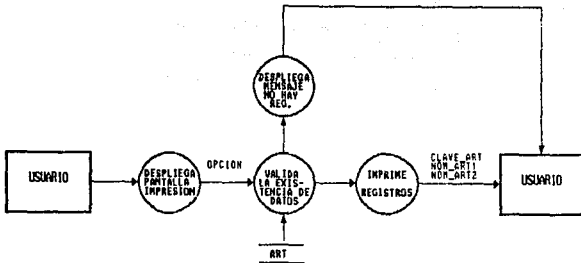 DESPLIEGA
MENSAJE
NO HAY
REG.
USUARIO
DESPLIEGA
PANTALLA
IMPRESION
OPCION
VALIDA
LA EXIS-
TENCIA DE
DATOS
IMPRIME
REGISTROS
CLAVE_ART
NOM_ART1
NOM_ART2
USUARIO
ART